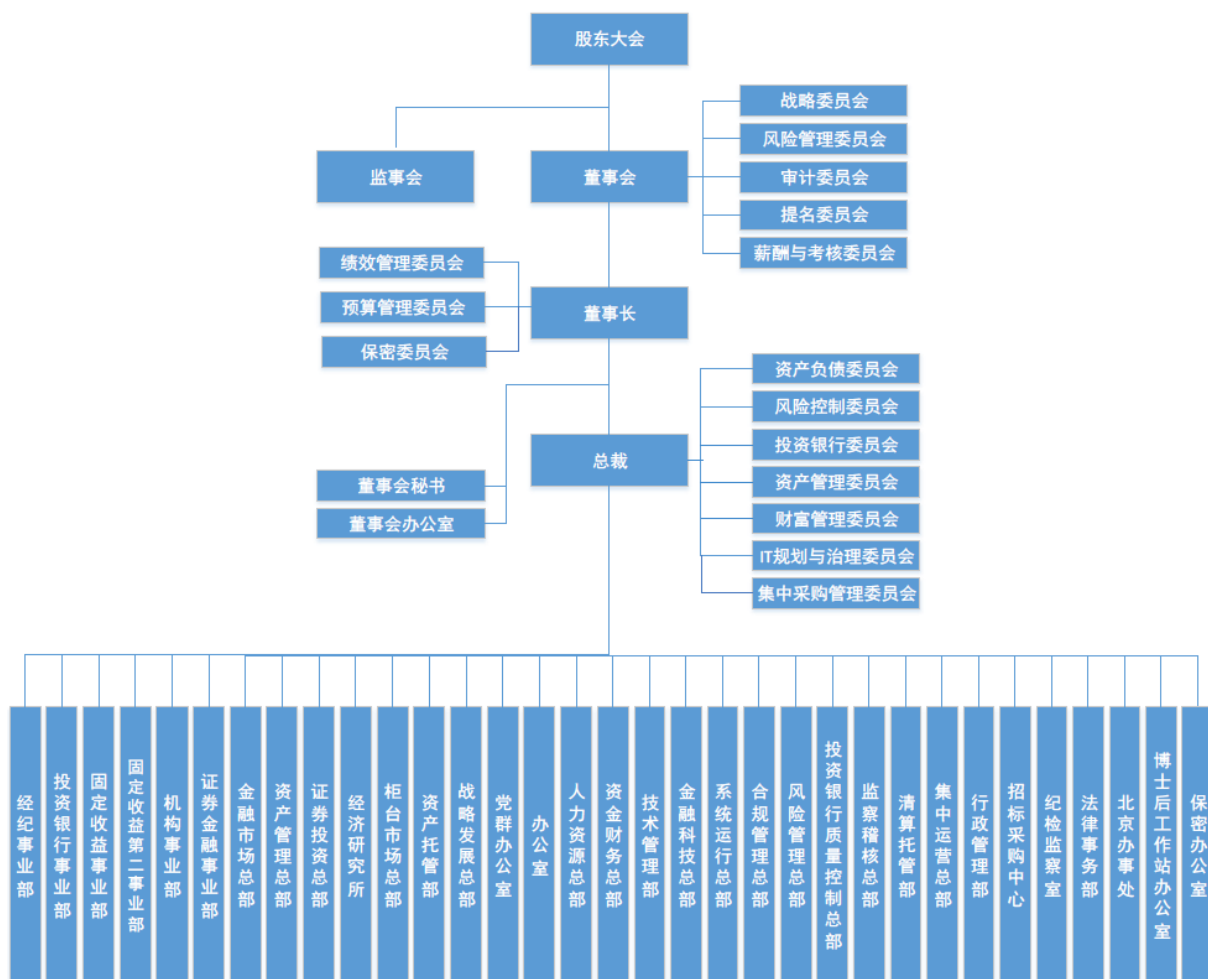 股东大会
监事会
董事会
战略委员会
风险管理委员会
审计委员会
提名委员会
薪酬与考核委员会
绩效管理委员会
预算管理委员会
保密委员会
董事长
资产负债委员会
风险控制委员会
投资银行委员会
资产管理委员会
财富管理委员会
IT规划与治理委员会
集中采购管理委员会
总裁
董事会秘书
董事会办公室
经纪事业部
投资银行事业部
固定收益事业部
固定收益第二事业部
机构事业部
证券金融事业部
金融市场总部
资产管理总部
证券投资总部
经济研究所
柜台市场总部
资产托管部
战略发展总部
党群办公室
办公室
人力资源总部
资金财务总部
技术管理部
金融科技总部
系统运行总部
合规管理总部
风险管理总部
投资银行质量控制总部
监察稽核总部
清算托管部
集中运营总部
行政管理部
招标采购中心
纪检监察室
法律事务部
北京办事处
博士后工作站办公室
保密办公室